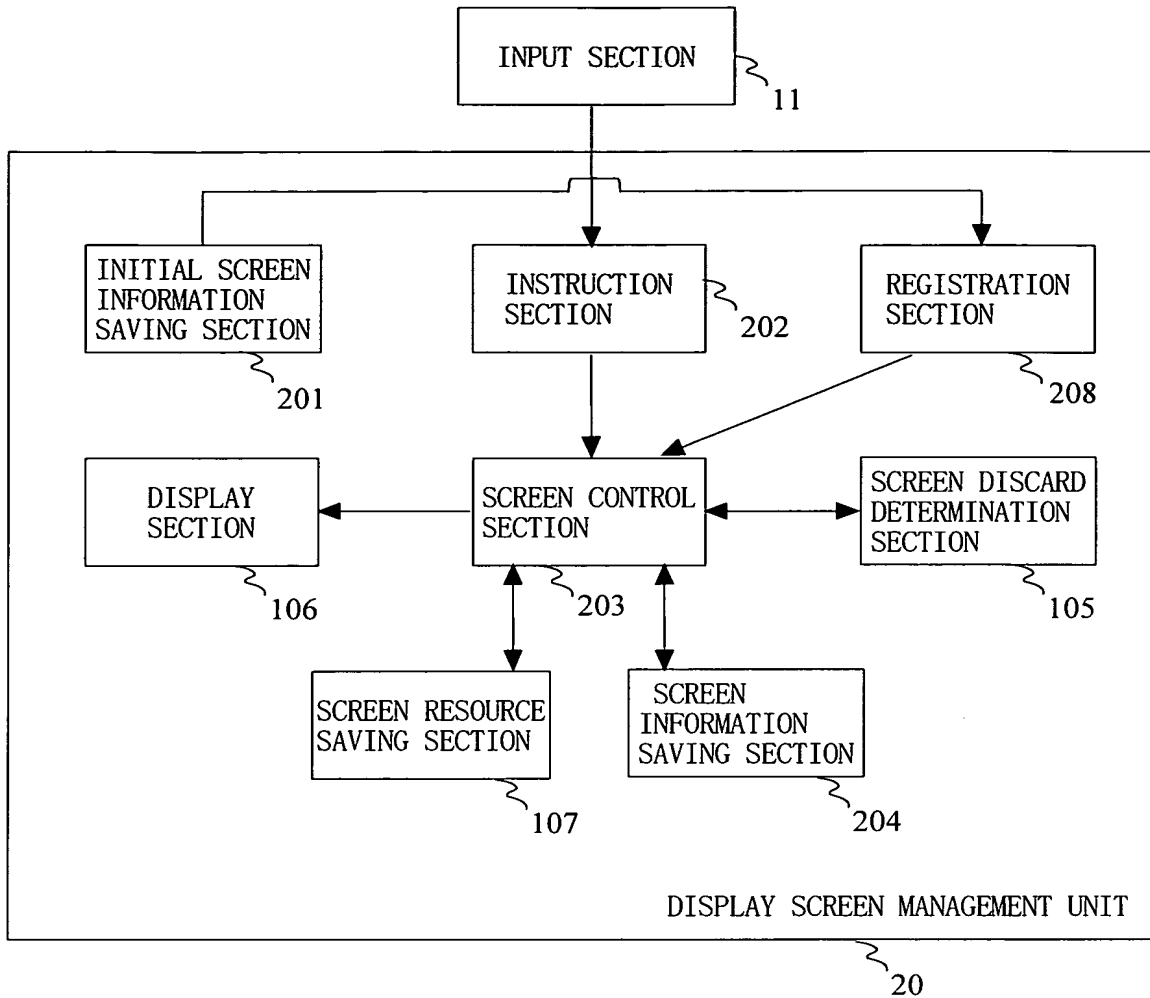 INPUT SECTION
11
INITIAL SCREEN
INFORMATION
SAVING SECTION
201
INSTRUCTION
SECTION
202
REGISTRATION
SECTION
208
DISPLAY
SECTION
106
SCREEN CONTROL
SECTION
203
SCREEN DISCARD
DETERMINATION
SECTION
105
SCREEN RESOURCE
SAVING SECTION
107
SCREEN
INFORMATION
SAVING SECTION
204
DISPLAY SCREEN MANAGEMENT UNIT
20